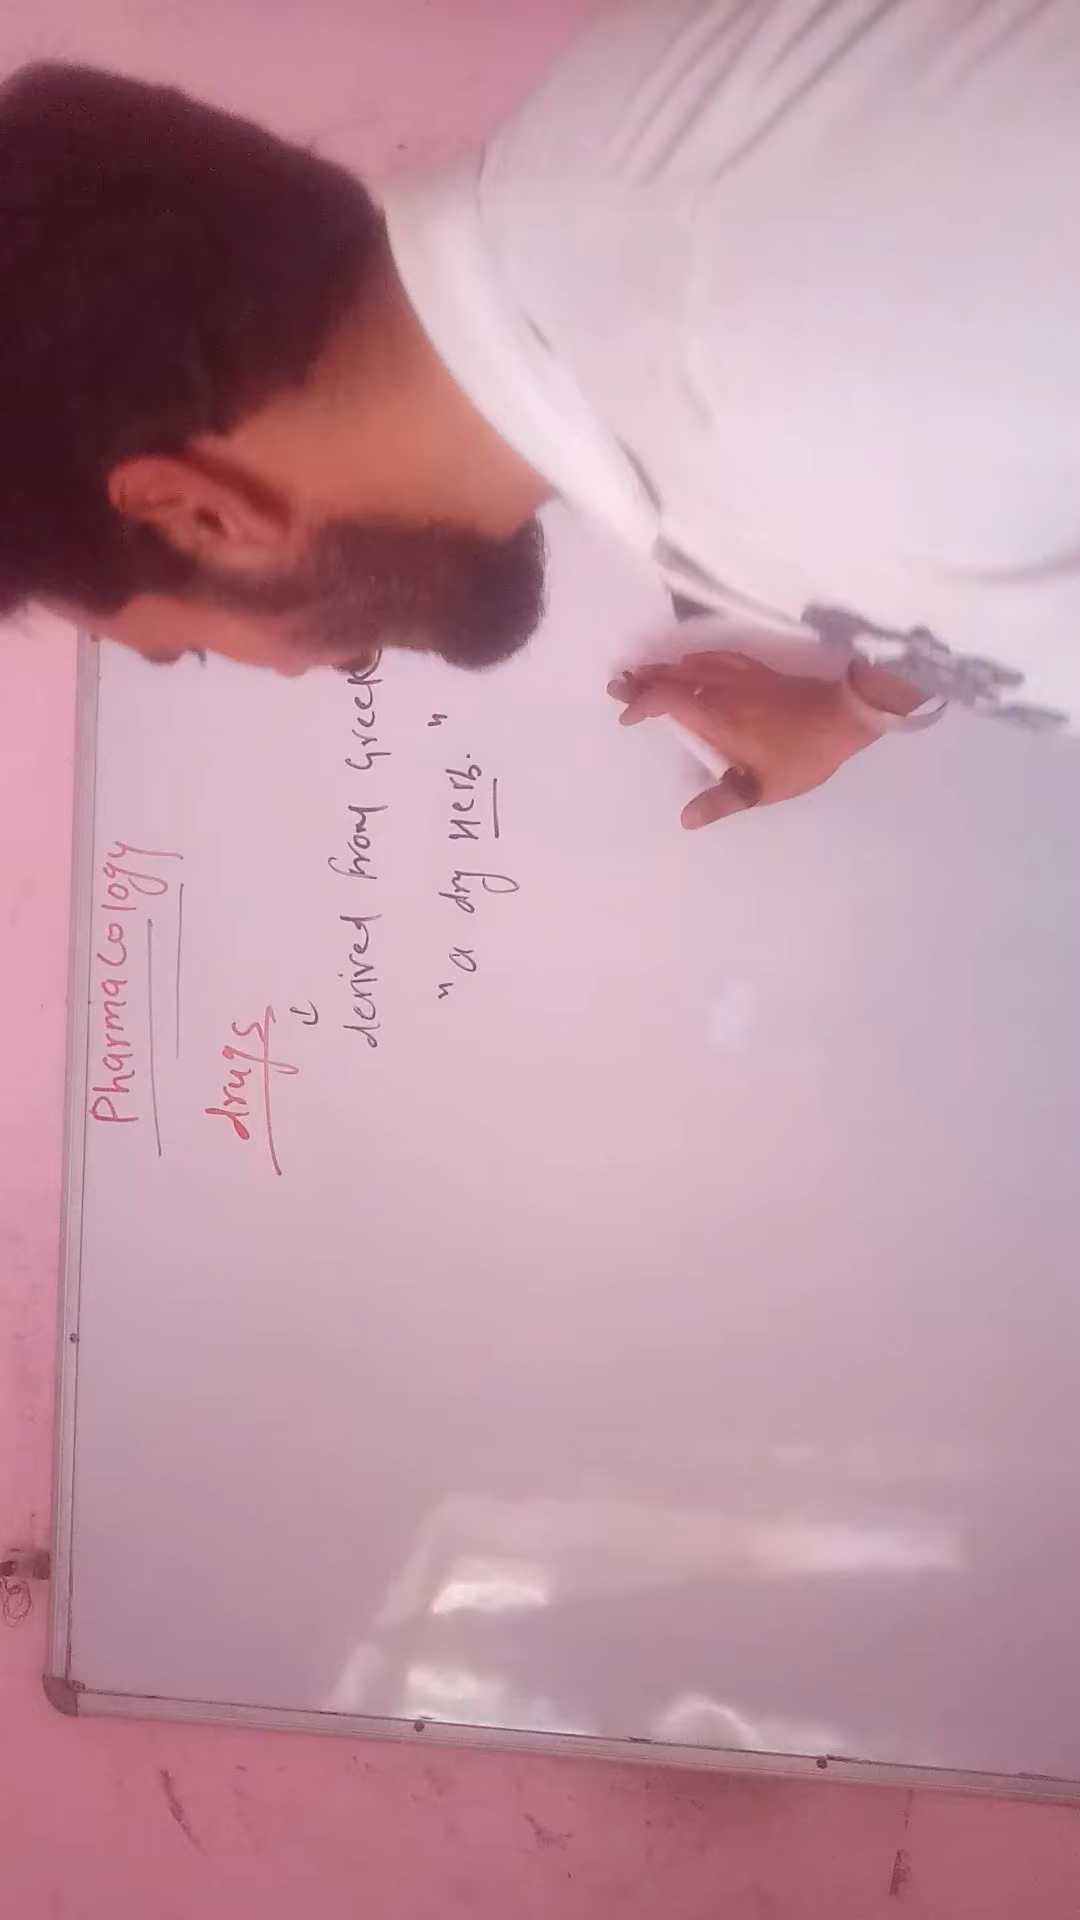 Pharmacology
drugs
↓
derived from Greek
"a dry Herb."